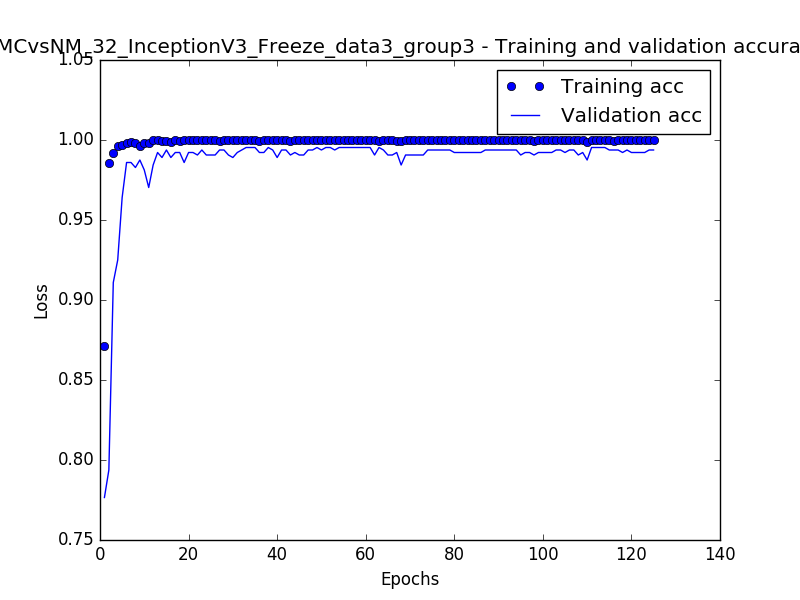 MCvsNM_32_InceptionV3_Freeze_data3_group3 - Training and validation accura
1.05
1.00
0.95
0.90
0.85
0.80
0.75
Loss
0 20 40 60 80 100 120 140
Epochs
Training acc
Validation acc